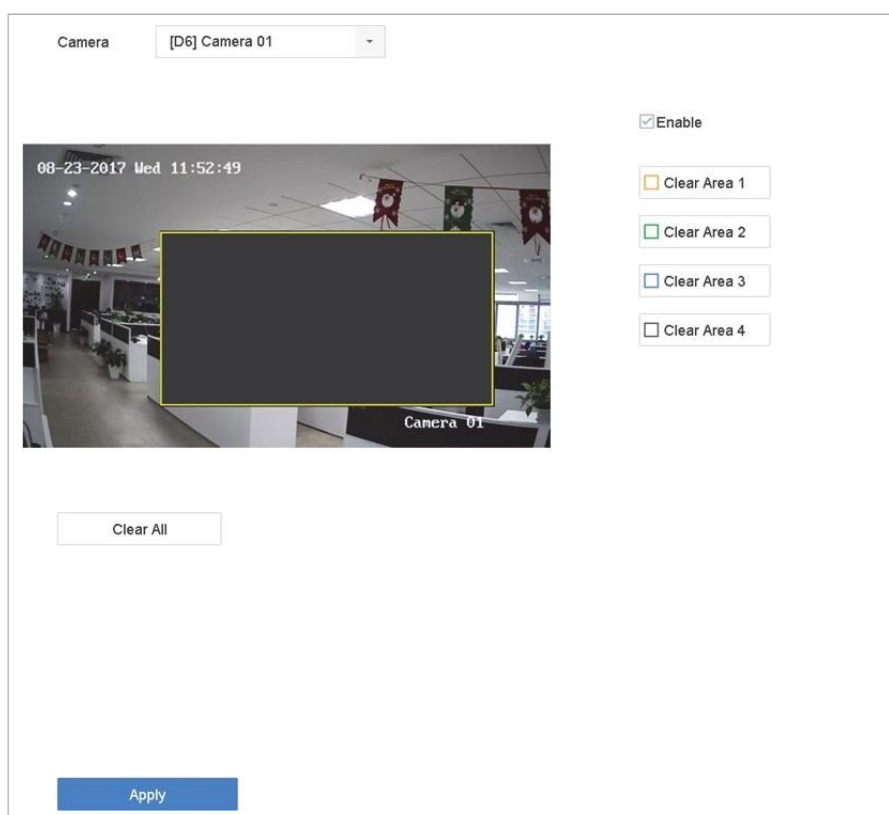 Camera [D6] Camera 01
Enable
08-23-2017 Wed 11:52:49
Clear Area 1
Clear Area 2
Clear Area 3
Clear Area 4
Camera 01
Clear All
Apply